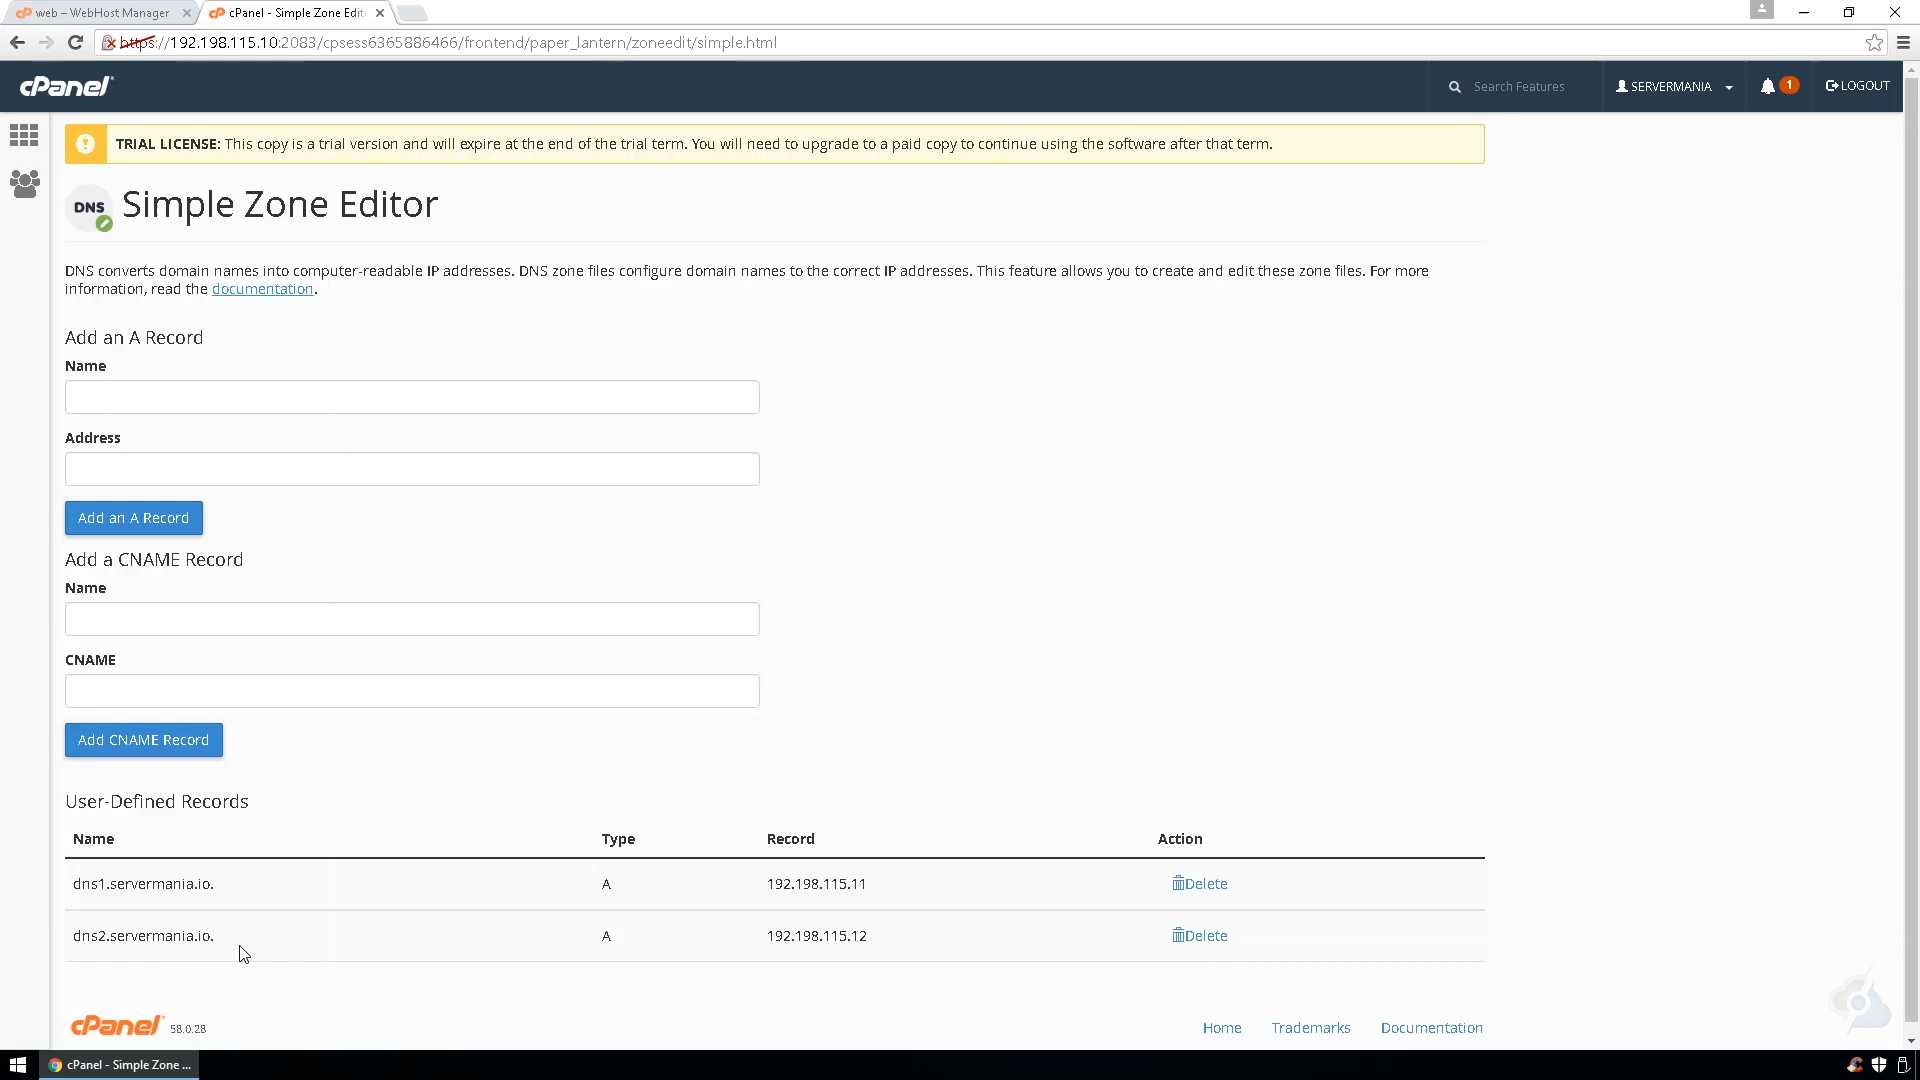 web – WebHost Manager
cPanel - Simple Zone Edit
https://192.198.115.10:2083/cpsess6365886466/frontend/paper_lantern/zoneedit/simple.html
cPanel
Search Features
SERVERMANIA
1
LOGOUT
TRIAL LICENSE: This copy is a trial version and will expire at the end of the trial term. You will need to upgrade to a paid copy to continue using the software after that term.
DNS
Simple Zone Editor
DNS converts domain names into computer-readable IP addresses. DNS zone files configure domain names to the correct IP addresses. This feature allows you to create and edit these zone files. For more
information, read the documentation.
Add an A Record
Name
Address
Add an A Record
Add a CNAME Record
Name
CNAME
Add CNAME Record
User-Defined Records
Name Type Record Action
dns1.servermania.io. A 192.198.115.11 Delete
dns2.servermania.io. A 192.198.115.12 Delete
cPanel 58.0.28
Home Trademarks Documentation
cPanel - Simple Zone ...